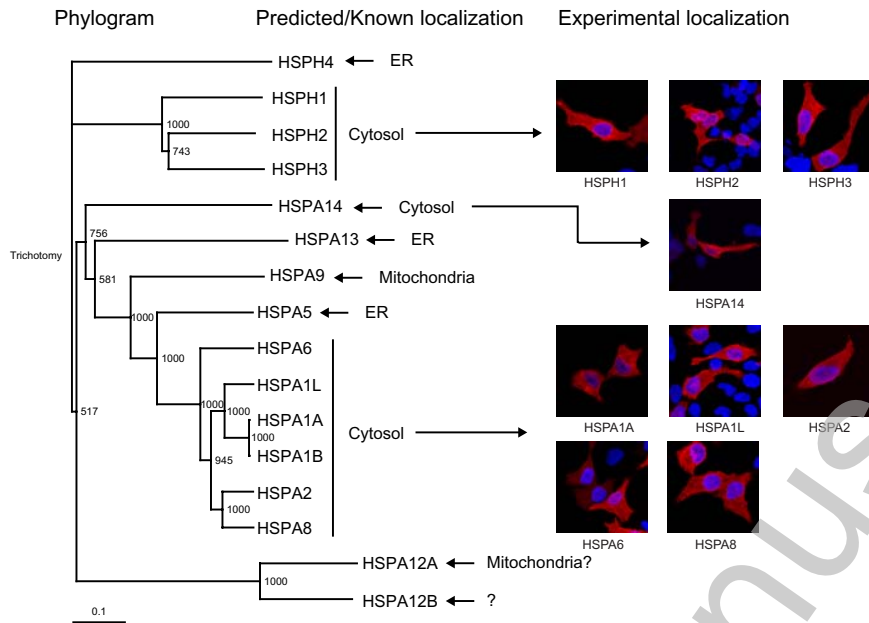 Phylogram Predicted/Known localization Experimental localization
HSPH4 ER
HSPH1
1000
HSPH2 Cytosol
743
HSPH3
HSPH1 HSPH2 HSPH3
HSPA14 Cytosol
756
HSPA13 ER
Trichotomy
581
HSPA9 Mitochondria
HSPA14
HSPA5 ER
1000
HSPA6
1000
HSPA1L
517
1000 1000
HSPA1A
HSPA1A HSPA1L HSPA2
Cytosol
1000
HSPA1B
945
HSPA2
1000
HSPA8
HSPA6 HSPA8
HSPA12A Mitochondria?
1000
HSPA12B ?
0.1